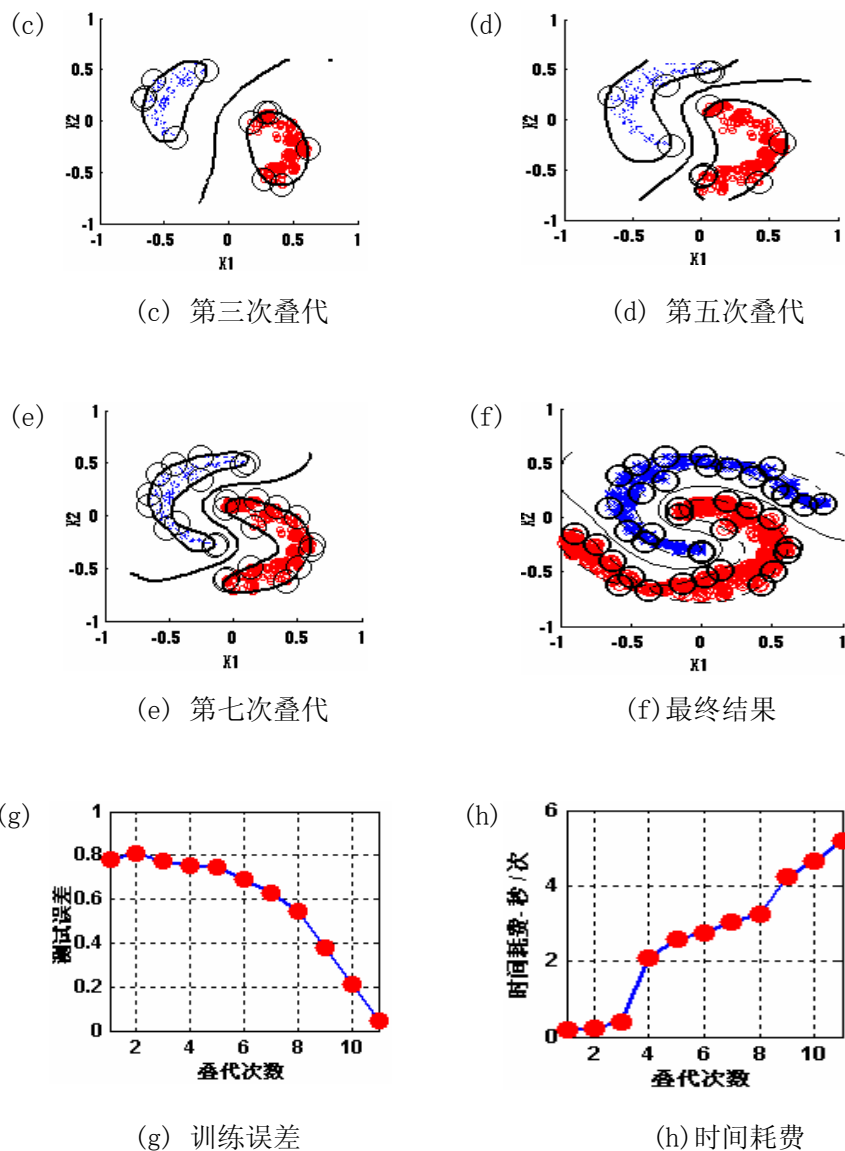 (c)
1
0.5
0
-0.5
-1
X2
-1 -0.5 0 0.5 1
X1
(d)
1
0.5
0
-0.5
-1
X2
-1 -0.5 0 0.5 1
X1
(c) 第三次叠代
(d) 第五次叠代
(e)
1
0.5
0
-0.5
-1
X2
-1 -0.5 0 0.5 1
X1
(f)
1
0.5
0
-0.5
-1
X2
-1 -0.5 0 0.5 1
X1
(e) 第七次叠代
(f)最终结果
(g)
1
0.8
0.6
0.4
0.2
0
测试误差
2 4 6 8 10
叠代次数
(h)
6
4
2
0
时间耗费-秒/次
2 4 6 8 10
叠代次数
(g) 训练误差
(h)时间耗费